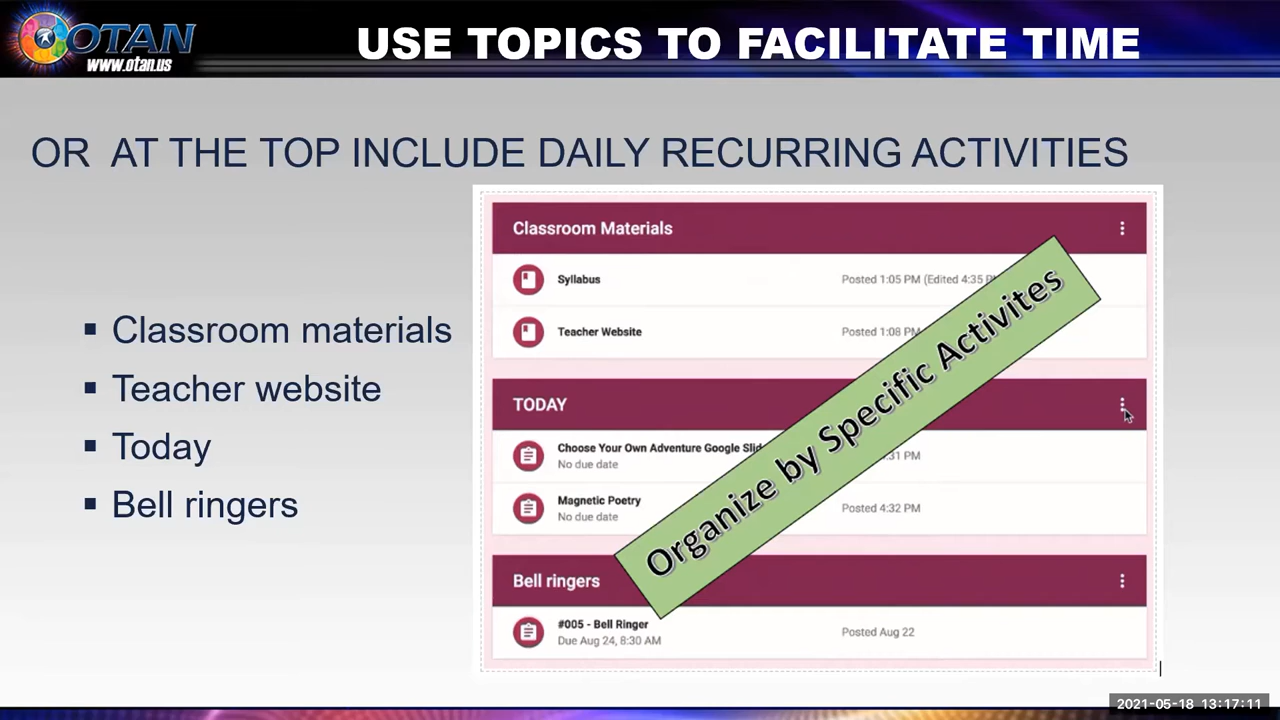 OTAN
www.otan.us
USE TOPICS TO FACILITATE TIME
OR AT THE TOP INCLUDE DAILY RECURRING ACTIVITIES
Classroom materials
Teacher website
Today
Bell ringers
Classroom Materials
Syllabus
Posted 1:05 PM (Edited 4:35
Teacher Website
Posted 1:08 PM
TODAY
Choose Your Own Adventure Google
No due date
:31 PM
Magnetic Poetry
No due date
Posted 4:32 PM
Bell ringers
#005 - Bell Ringer
Due Aug 24, 8:30 AM
Posted Aug 22
Organize by Specific Activites
2021-05-18 13:17:11